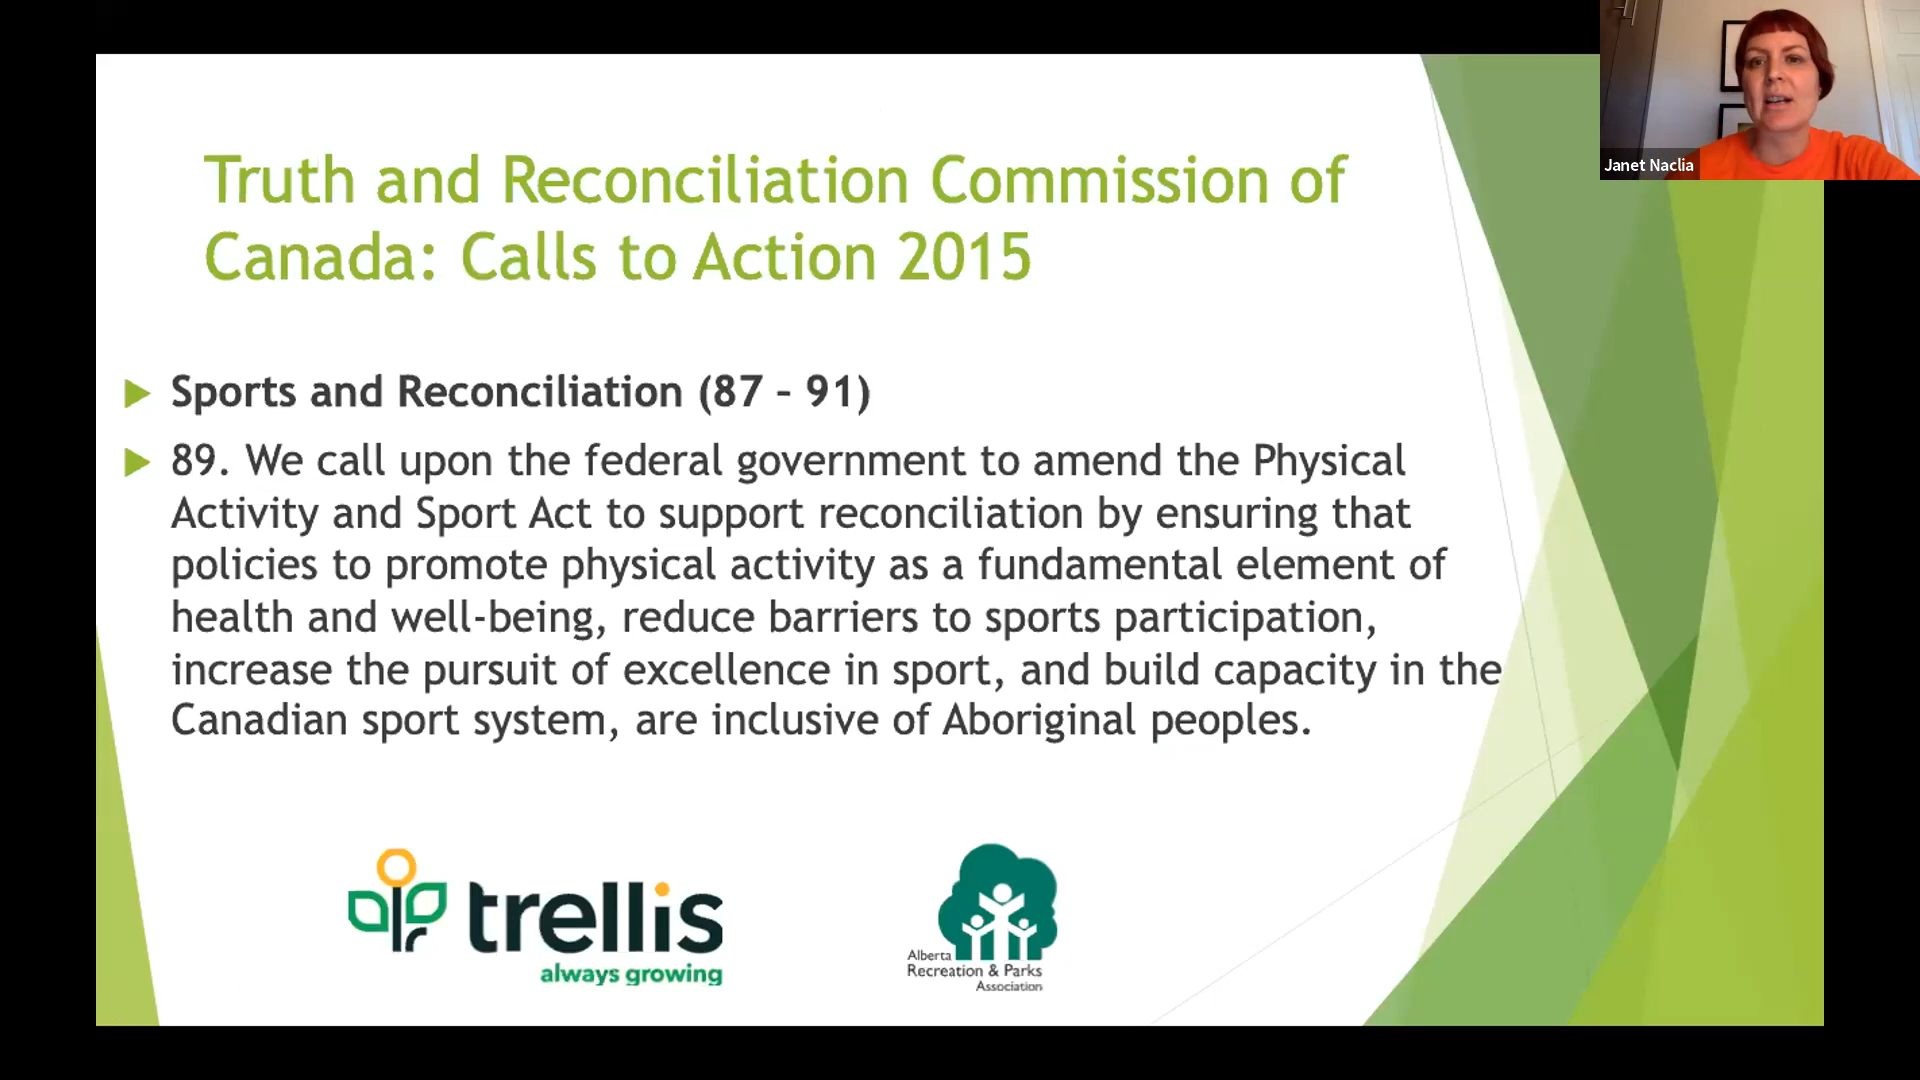 Truth and Reconciliation Commission of
Canada: Calls to Action 2015
Sports and Reconciliation (87 – 91)
89. We call upon the federal government to amend the Physical
Activity and Sport Act to support reconciliation by ensuring that
policies to promote physical activity as a fundamental element of
health and well-being, reduce barriers to sports participation,
increase the pursuit of excellence in sport, and build capacity in the
Canadian sport system, are inclusive of Aboriginal peoples.
trellis
always growing
Alberta
Recreation & Parks
Association
Janet Naclia